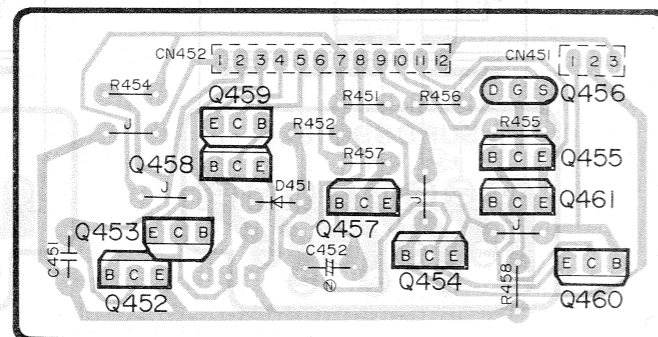 CN452 1 2 3 4 5 6 7 8 9 10 11 12 CN451 1 2 3
R454 Q459 R451 R456 D G S Q456
J E C B R452 R455
Q458 B C E R457 B C E Q455
J D451 B C E J B C E Q461
Q453 E C B Q457 J
C451 B C E C452 B C E R458 E C B
N
Q452 Q454 Q460